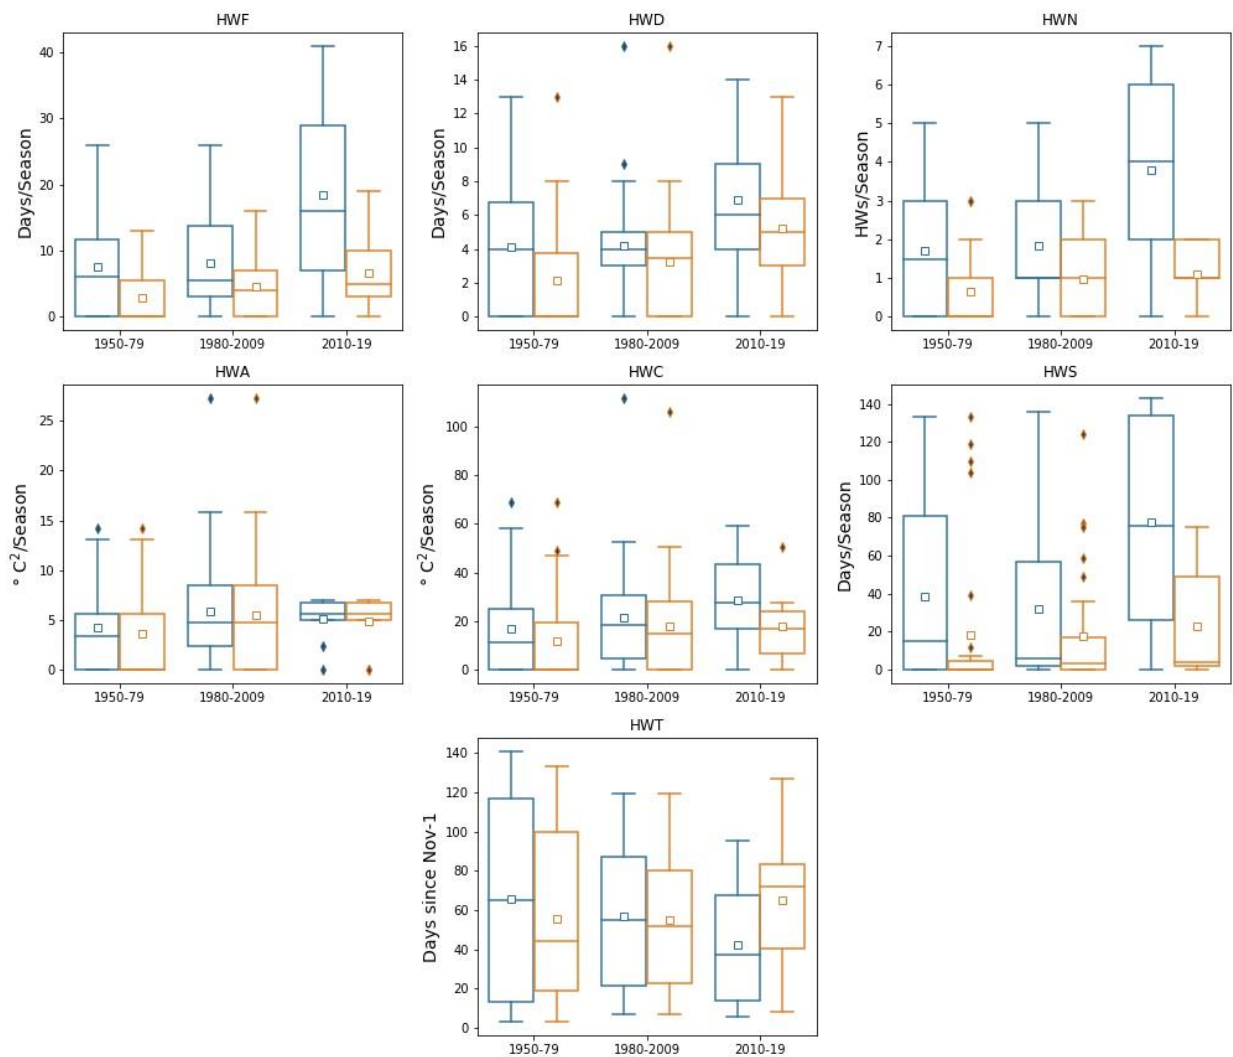 HWF
Days/Season
40
30
20
10
0
1950-79 1980-2009 2010-19
HWD
Days/Season
16
14
12
10
8
6
4
2
0
1950-79 1980-2009 2010-19
HWN
HWs/Season
7
6
5
4
3
2
1
0
1950-79 1980-2009 2010-19
HWA
° C²/Season
25
20
15
10
5
0
1950-79 1980-2009 2010-19
HWC
° C²/Season
100
80
60
40
20
0
1950-79 1980-2009 2010-19
HWS
Days/Season
140
120
100
80
60
40
20
0
1950-79 1980-2009 2010-19
HWT
Days since Nov-1
140
120
100
80
60
40
20
0
1950-79 1980-2009 2010-19